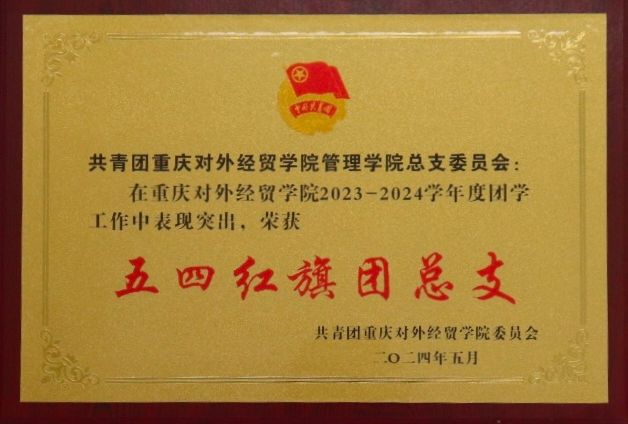 中国共青团
共青团重庆对外经贸学院管理学院总支委员会：
在重庆对外经贸学院2023-2024学年度团学
工作中表现突出，荣获
五四红旗团总支
共青团重庆对外经贸学院委员会
二〇二四年五月